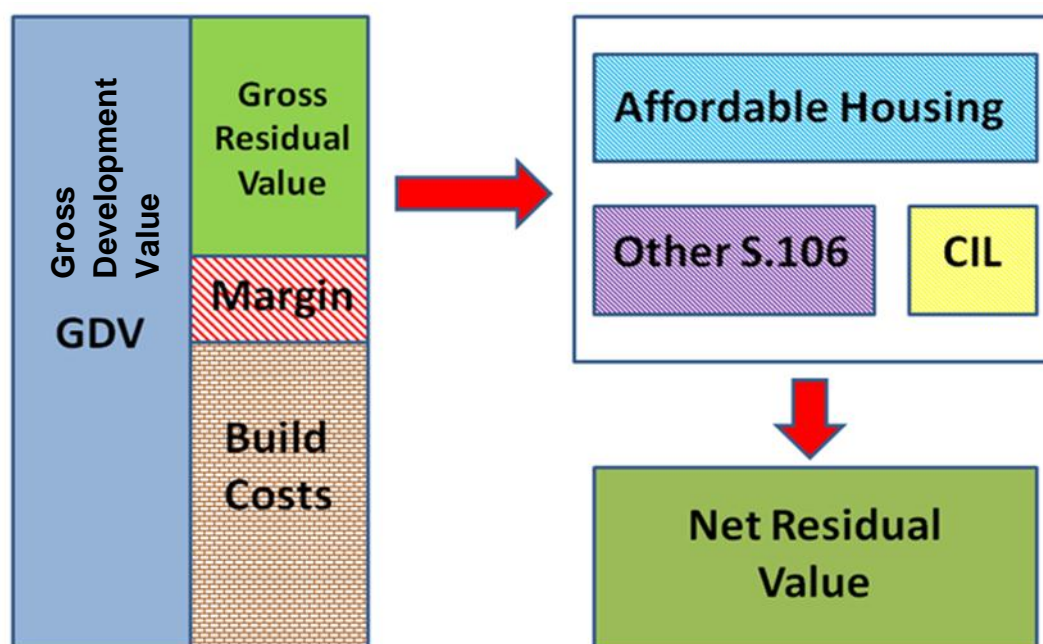 Gross
Development
Value
GDV
Gross
Residual
Value
Margin
Build
Costs
Affordable Housing
Other S.106
CIL
Net Residual
Value